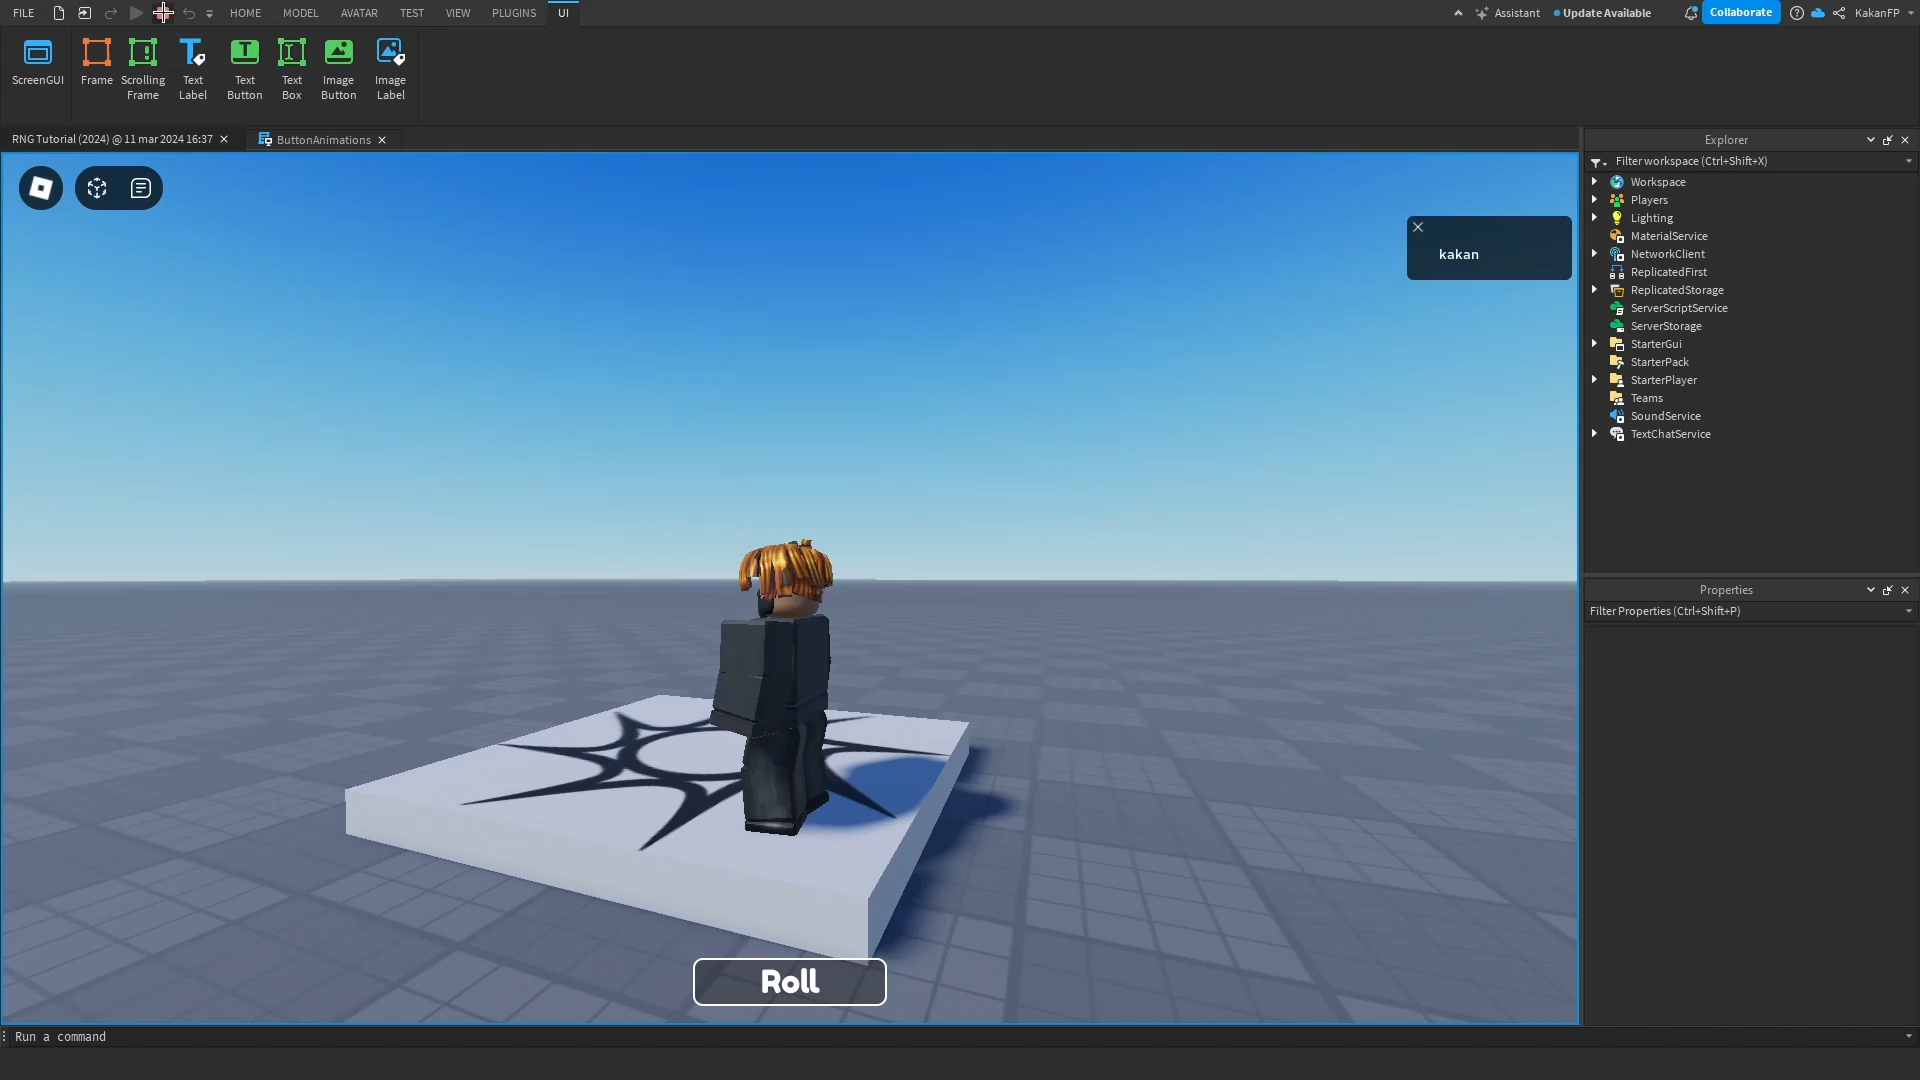 FILE HOME MODEL AVATAR TEST VIEW PLUGINS UI Assistant Update Available Collaborate KakanFP
ScreenGUI
Frame
Scrolling
Frame
Text
Label
Text
Button
Text
Box
Image
Button
Image
Label
RNG Tutorial (2024) @ 11 mar 2024 16:37
ButtonAnimations
kakan
Roll
Explorer
Filter workspace (Ctrl+Shift+X)
Workspace
Players
Lighting
MaterialService
NetworkClient
ReplicatedFirst
ReplicatedStorage
ServerScriptService
ServerStorage
StarterGui
StarterPack
StarterPlayer
Teams
SoundService
TextChatService
Properties
Filter Properties (Ctrl+Shift+P)
Run a command